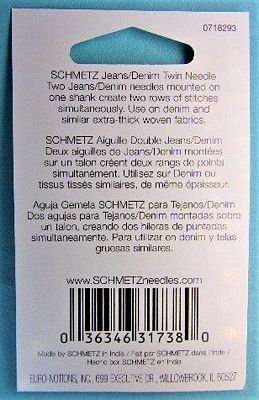 0718293
SCHMETZ Jeans/Denim Twin Needle
Two Jeans/Denim needles mounted on
one shank create two rows of stitches
simultaneously. Use on denim and
similar extra-thick woven fabrics.
SCHMETZ Aiguille Double Jeans/Denim
Deux aiguilles de Jeans/Denim montées
sur un talon créent deux rangs de points
simultanément. Utilisez sur Denim ou
tissus tissés similaires, de même épaisseur.
Aguja Gemela SCHMETZ para Tejanos/Denim
Dos agujas para Tejanos/Denim montadas sobre
un talon, creando dos hileras de puntadas
simultaneamente. Para utilizar en denim y telas
gruesas similares.
www.SCHMETZneedles.com
0 36346 31738 0
Made by SCHMETZ in India / Fait par SCHMETZ dans l'Inde /
Hecho por SCHMETZ en India
EURO-NOTIONS, INC., 699 EXECUTIVE DR., WILLOWBROOK, IL 60527